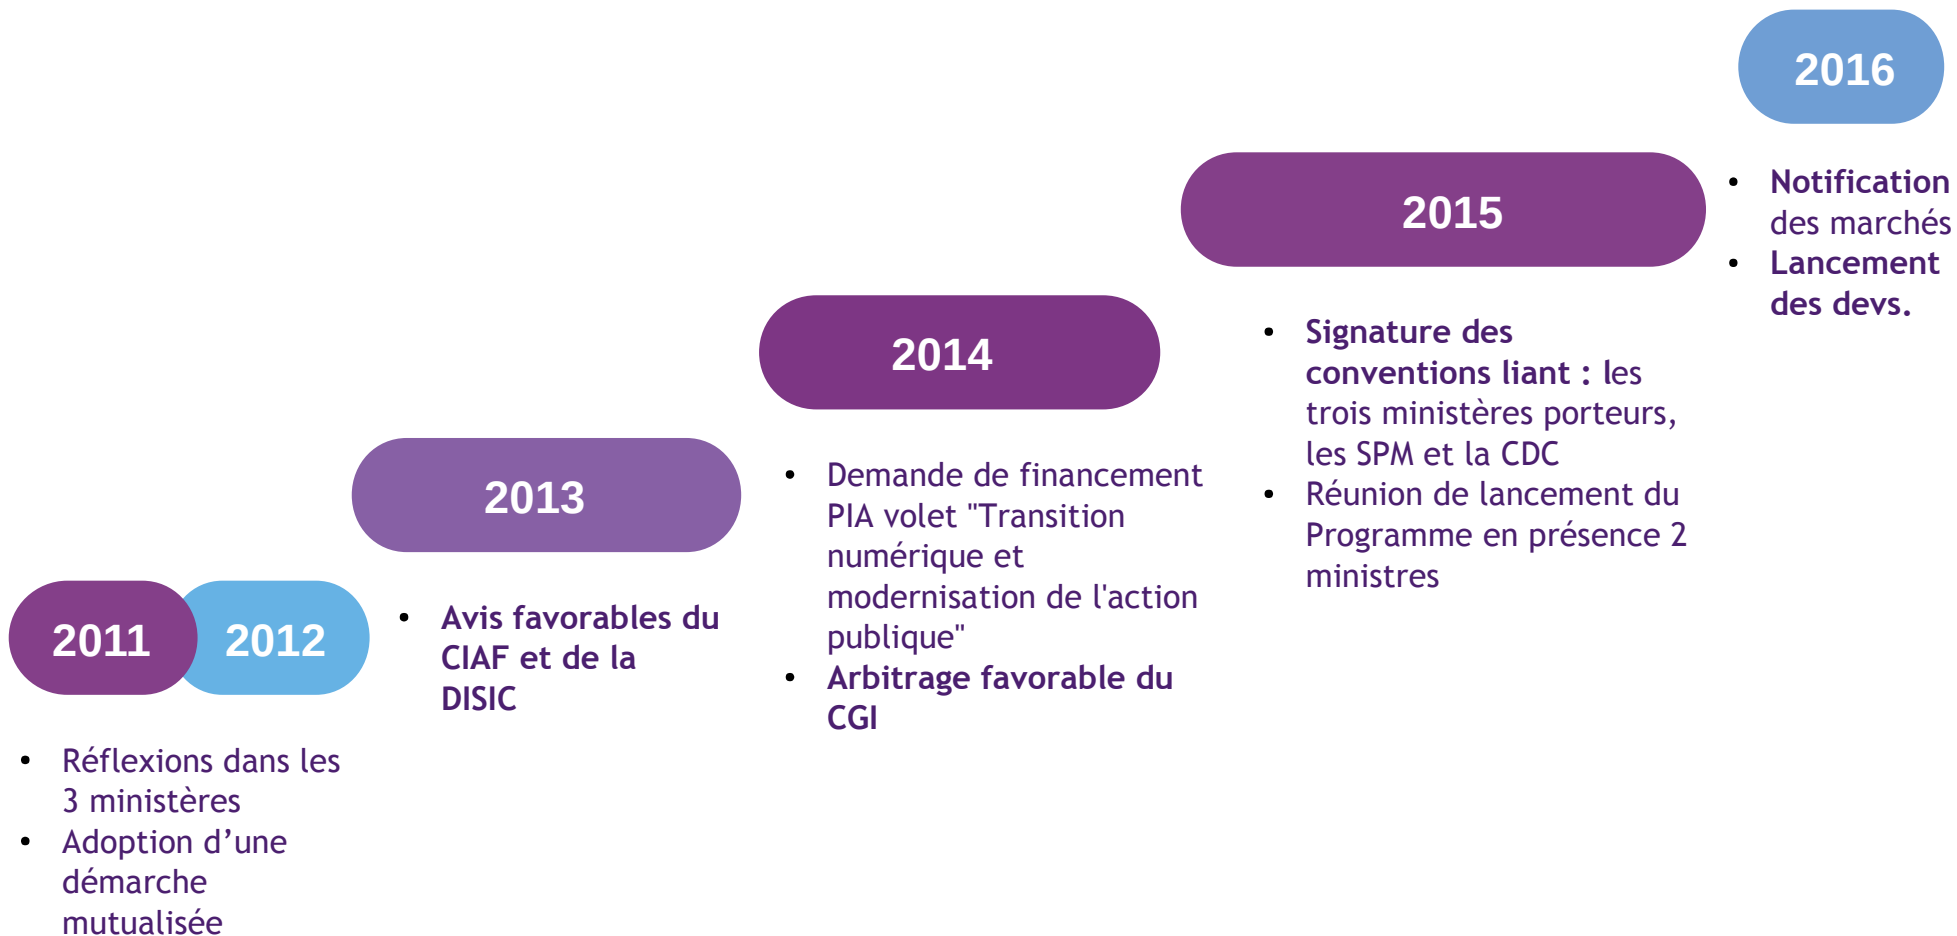 2011
2012
• Réflexions dans les
3 ministères
• Adoption d’une
démarche
mutualisée
2013
• Avis favorables du
CIAF et de la
DISIC
2014
• Demande de financement
PIA volet "Transition
numérique et
modernisation de l'action
publique"
• Arbitrage favorable du
CGI
2015
• Signature des
conventions liant : les
trois ministères porteurs,
les SPM et la CDC
• Réunion de lancement du
Programme en présence 2
ministres
2016
• Notification
des marchés
• Lancement
des devs.